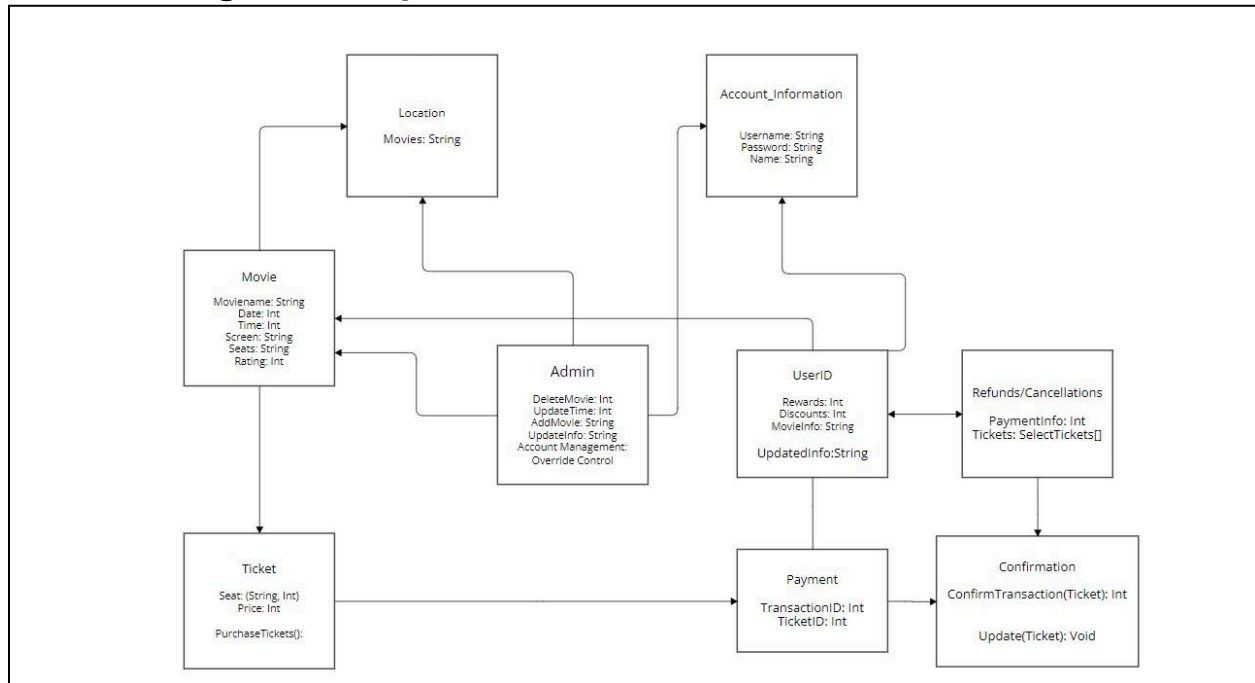 Location
Movies: String
Account_Information
Username: String
Password: String
Name: String
Movie
Moviename: String
Date: Int
Time: Int
Screen: String
Seats: String
Rating: Int
Admin
DeleteMovie: Int
UpdateTime: Int
AddMovie: String
UpdateInfo: String
Account Management:
Override Control
UserID
Rewards: Int
Discounts: Int
MovieInfo: String
UpdatedInfo:String
Refunds/Cancellations
PaymentInfo: Int
Tickets: SelectTickets[]
Ticket
Seat: (String, Int)
Price: Int
PurchaseTickets():
Payment
TransactionID: Int
TicketID: Int
Confirmation
ConfirmTransaction(Ticket): Int
Update(Ticket): Void